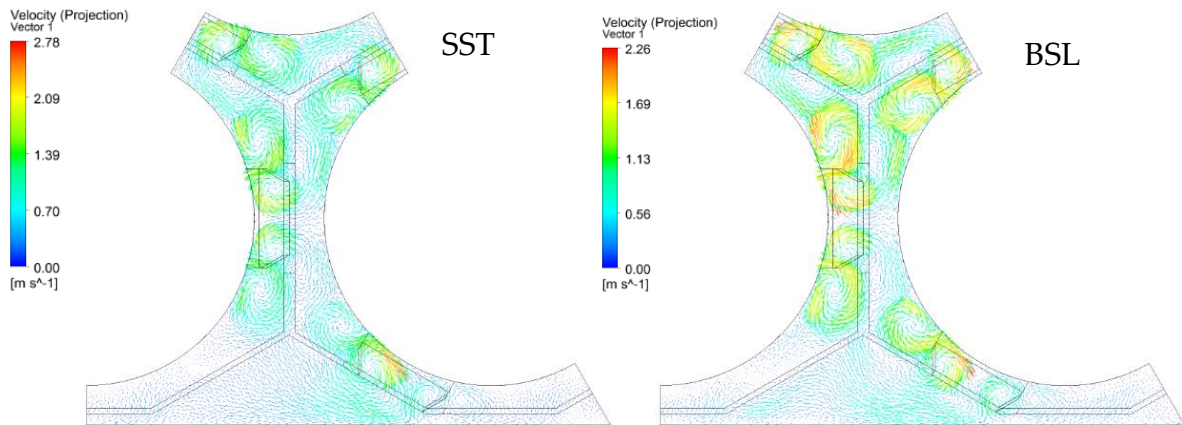 Velocity (Projection)
Vector 1
2.78
2.09
1.39
0.70
0.00
[m s^-1]
SST
Velocity (Projection)
Vector 1
2.26
1.69
1.13
0.56
0.00
[m s^-1]
BSL